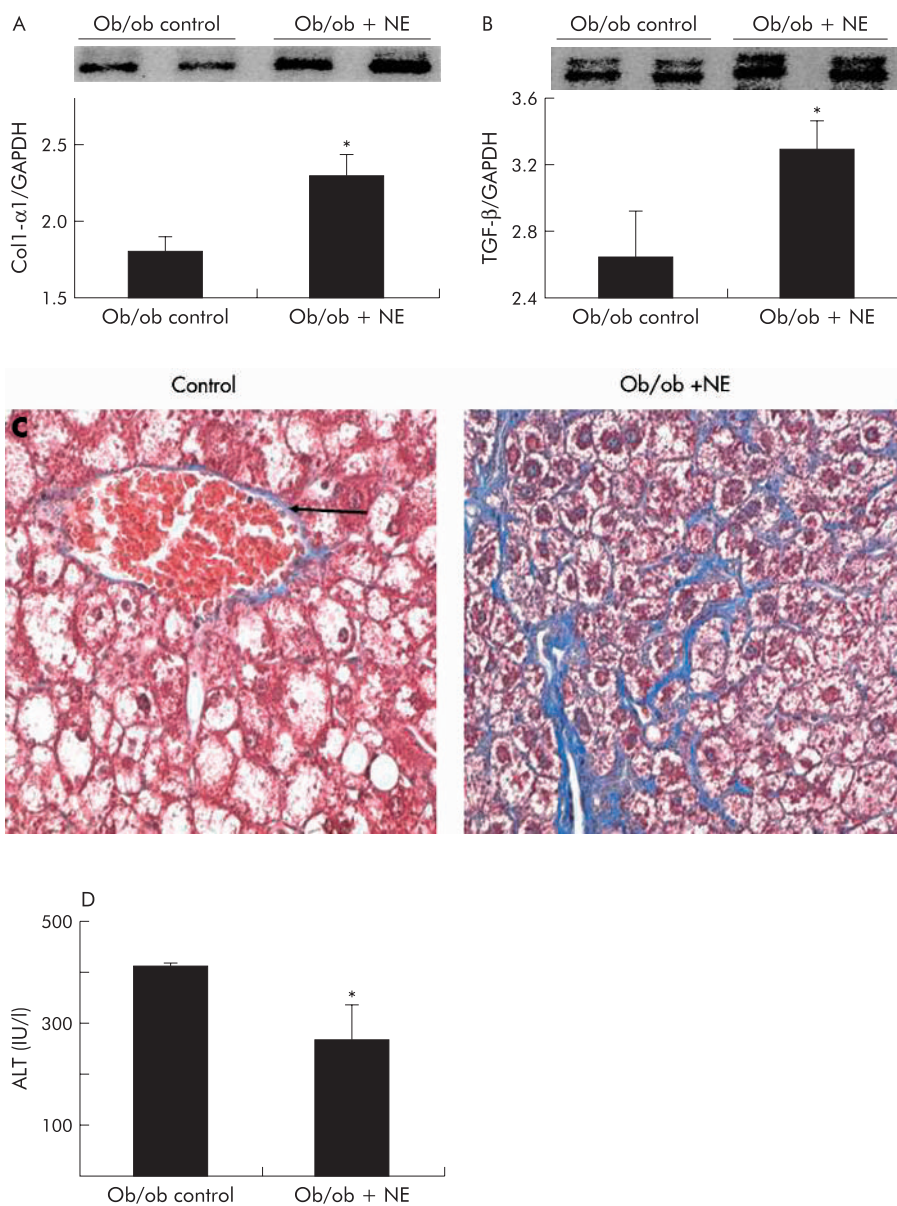 A
Ob/ob control Ob/ob + NE
2.5
2.0
1.5
Col1-α1/GAPDH
*
Ob/ob control Ob/ob + NE
B
Ob/ob control Ob/ob + NE
3.6
3.2
2.8
2.4
TGF-β/GAPDH
*
Ob/ob control Ob/ob + NE
Control Ob/ob +NE
C
D
500
300
100
ALT (IU/l)
*
Ob/ob control Ob/ob + NE